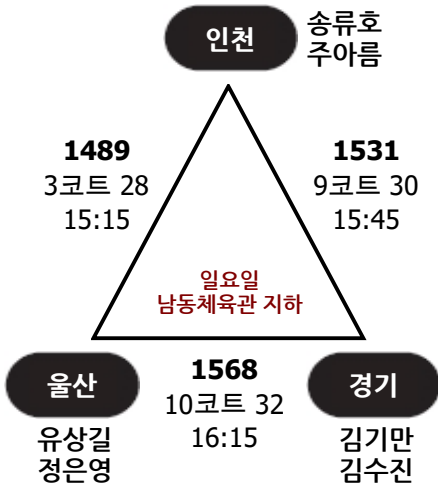 인천
송류호
주아름
1489
3코트 28
15:15
1531
9코트 30
15:45
일요일
남동체육관 지하
울산
유상길
정은영
1568
10코트 32
16:15
경기
김기만
김수진